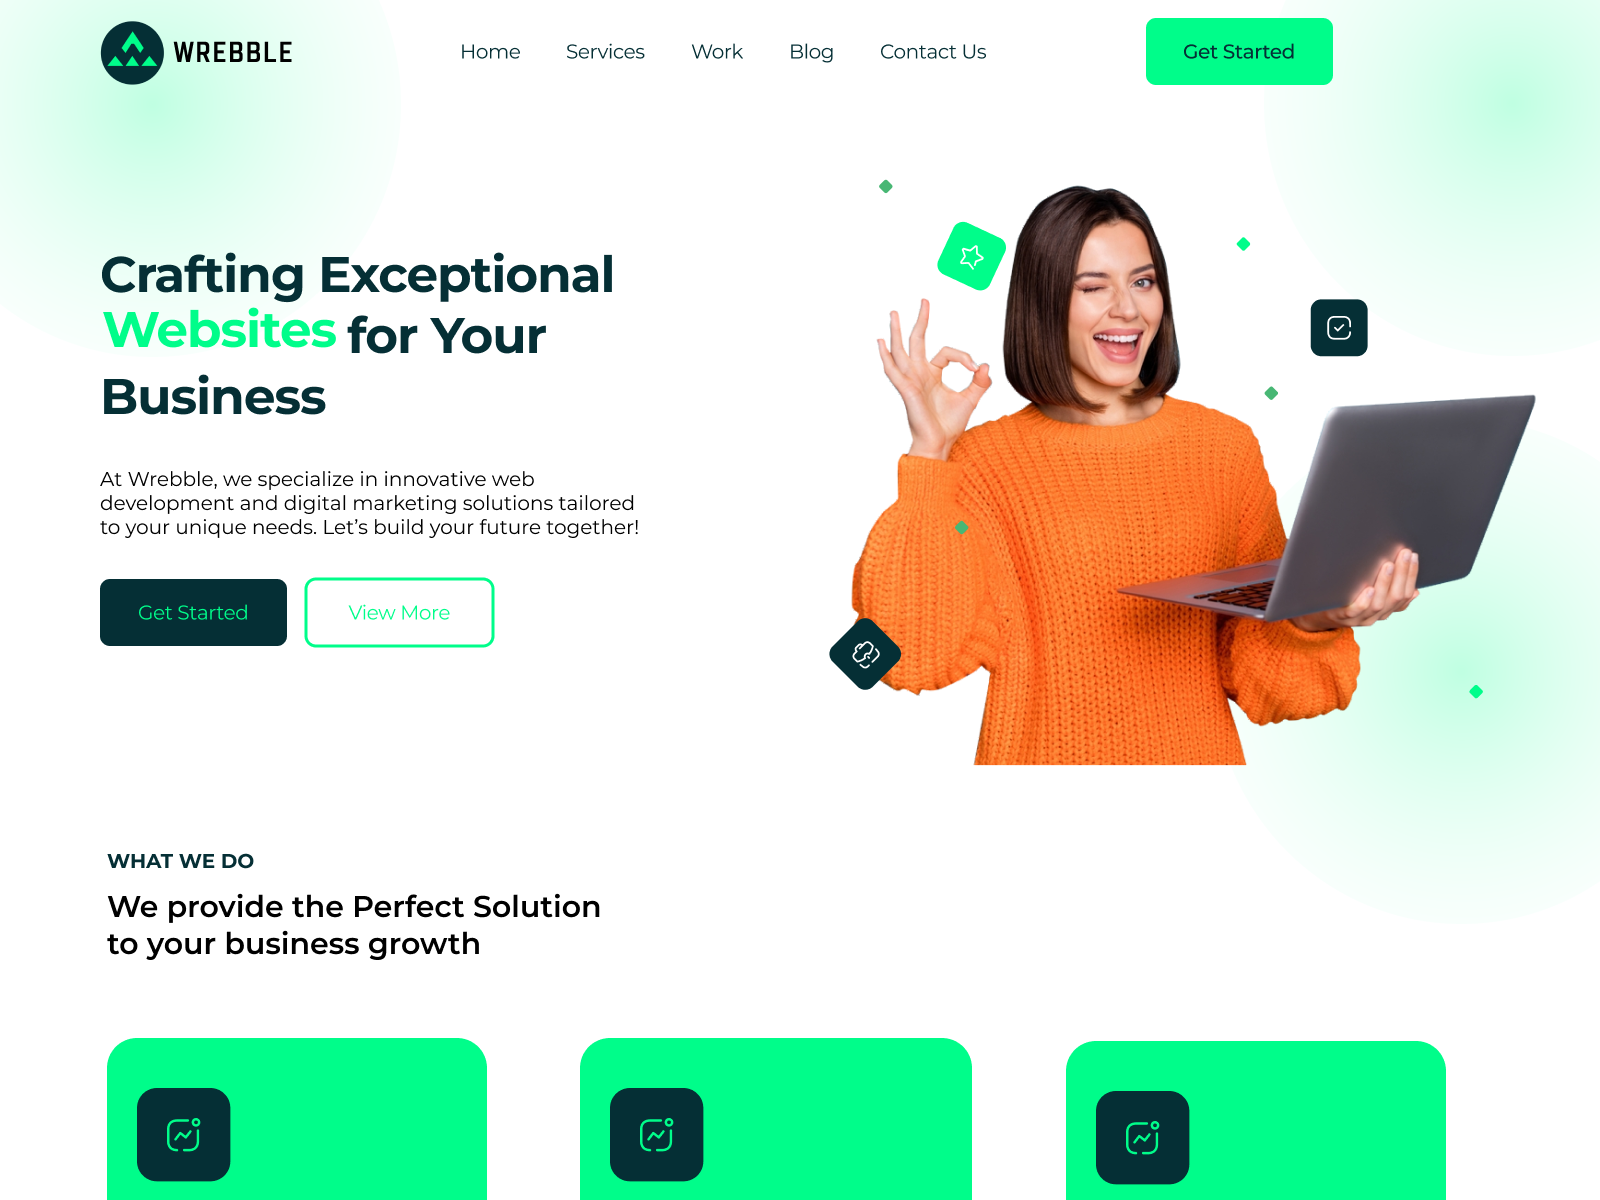 WREBBLE
Home Services Work Blog Contact Us
Get Started
Crafting Exceptional
Websites for Your
Business
At Wrebble, we specialize in innovative web
development and digital marketing solutions tailored
to your unique needs. Let’s build your future together!
Get Started
View More
WHAT WE DO
We provide the Perfect Solution
to your business growth